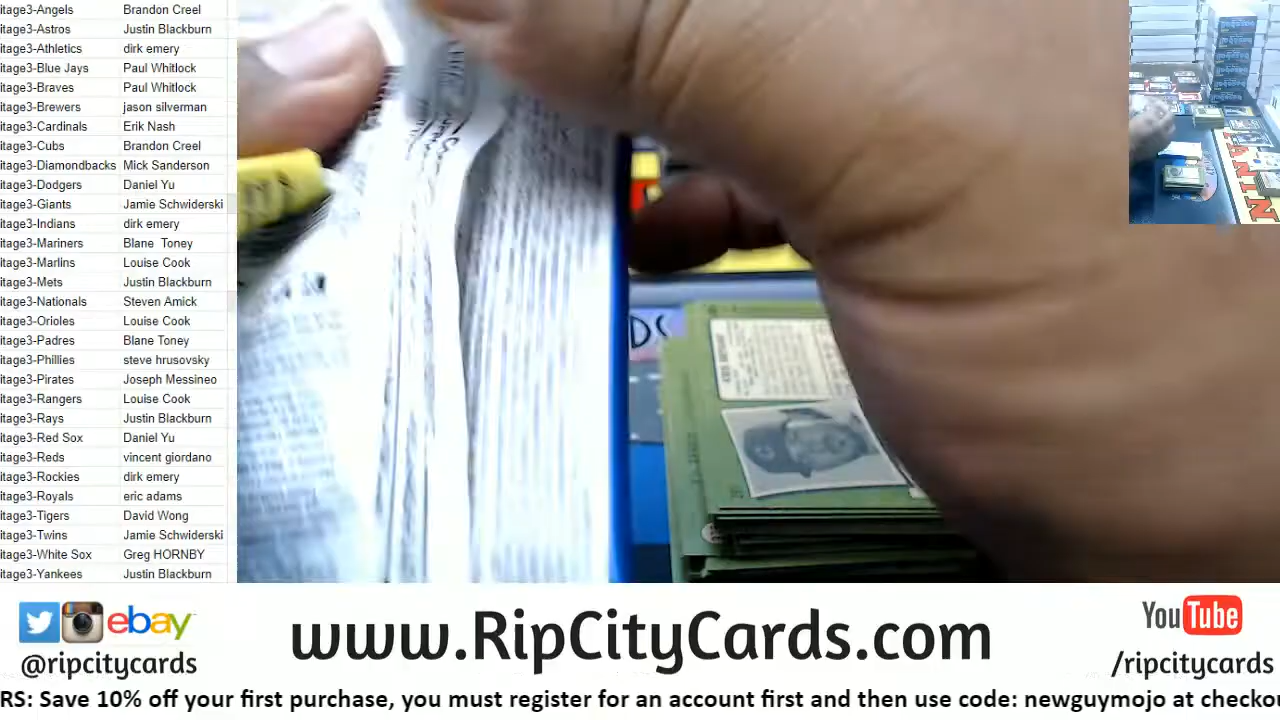 itage3-Angels Brandon Creel
itage3-Astros Justin Blackburn
itage3-Athletics dirk emery
itage3-Blue Jays Paul Whitlock
itage3-Braves Paul Whitlock
itage3-Brewers jason silverman
itage3-Cardinals Erik Nash
itage3-Cubs Brandon Creel
itage3-Diamondbacks Mick Sanderson
itage3-Dodgers Daniel Yu
itage3-Giants Jamie Schwiderski
itage3-Indians dirk emery
itage3-Mariners Blane Toney
itage3-Marlins Louise Cook
itage3-Mets Justin Blackburn
itage3-Nationals Steven Amick
itage3-Orioles Louise Cook
itage3-Padres Blane Toney
itage3-Phillies steve hrusovsky
itage3-Pirates Joseph Messineo
itage3-Rangers Louise Cook
itage3-Rays Justin Blackburn
itage3-Red Sox Daniel Yu
itage3-Reds vincent giordano
itage3-Rockies dirk emery
itage3-Royals eric adams
itage3-Tigers David Wong
itage3-Twins Jamie Schwiderski
itage3-White Sox Greg HORNBY
itage3-Yankees Justin Blackburn
DS
ANIN
ebay
@ripcitycards
www.RipCityCards.com
YouTube
/ripcitycards
RS: Save 10% off your first purchase, you must register for an account first and then use code: newguymojo at checkou